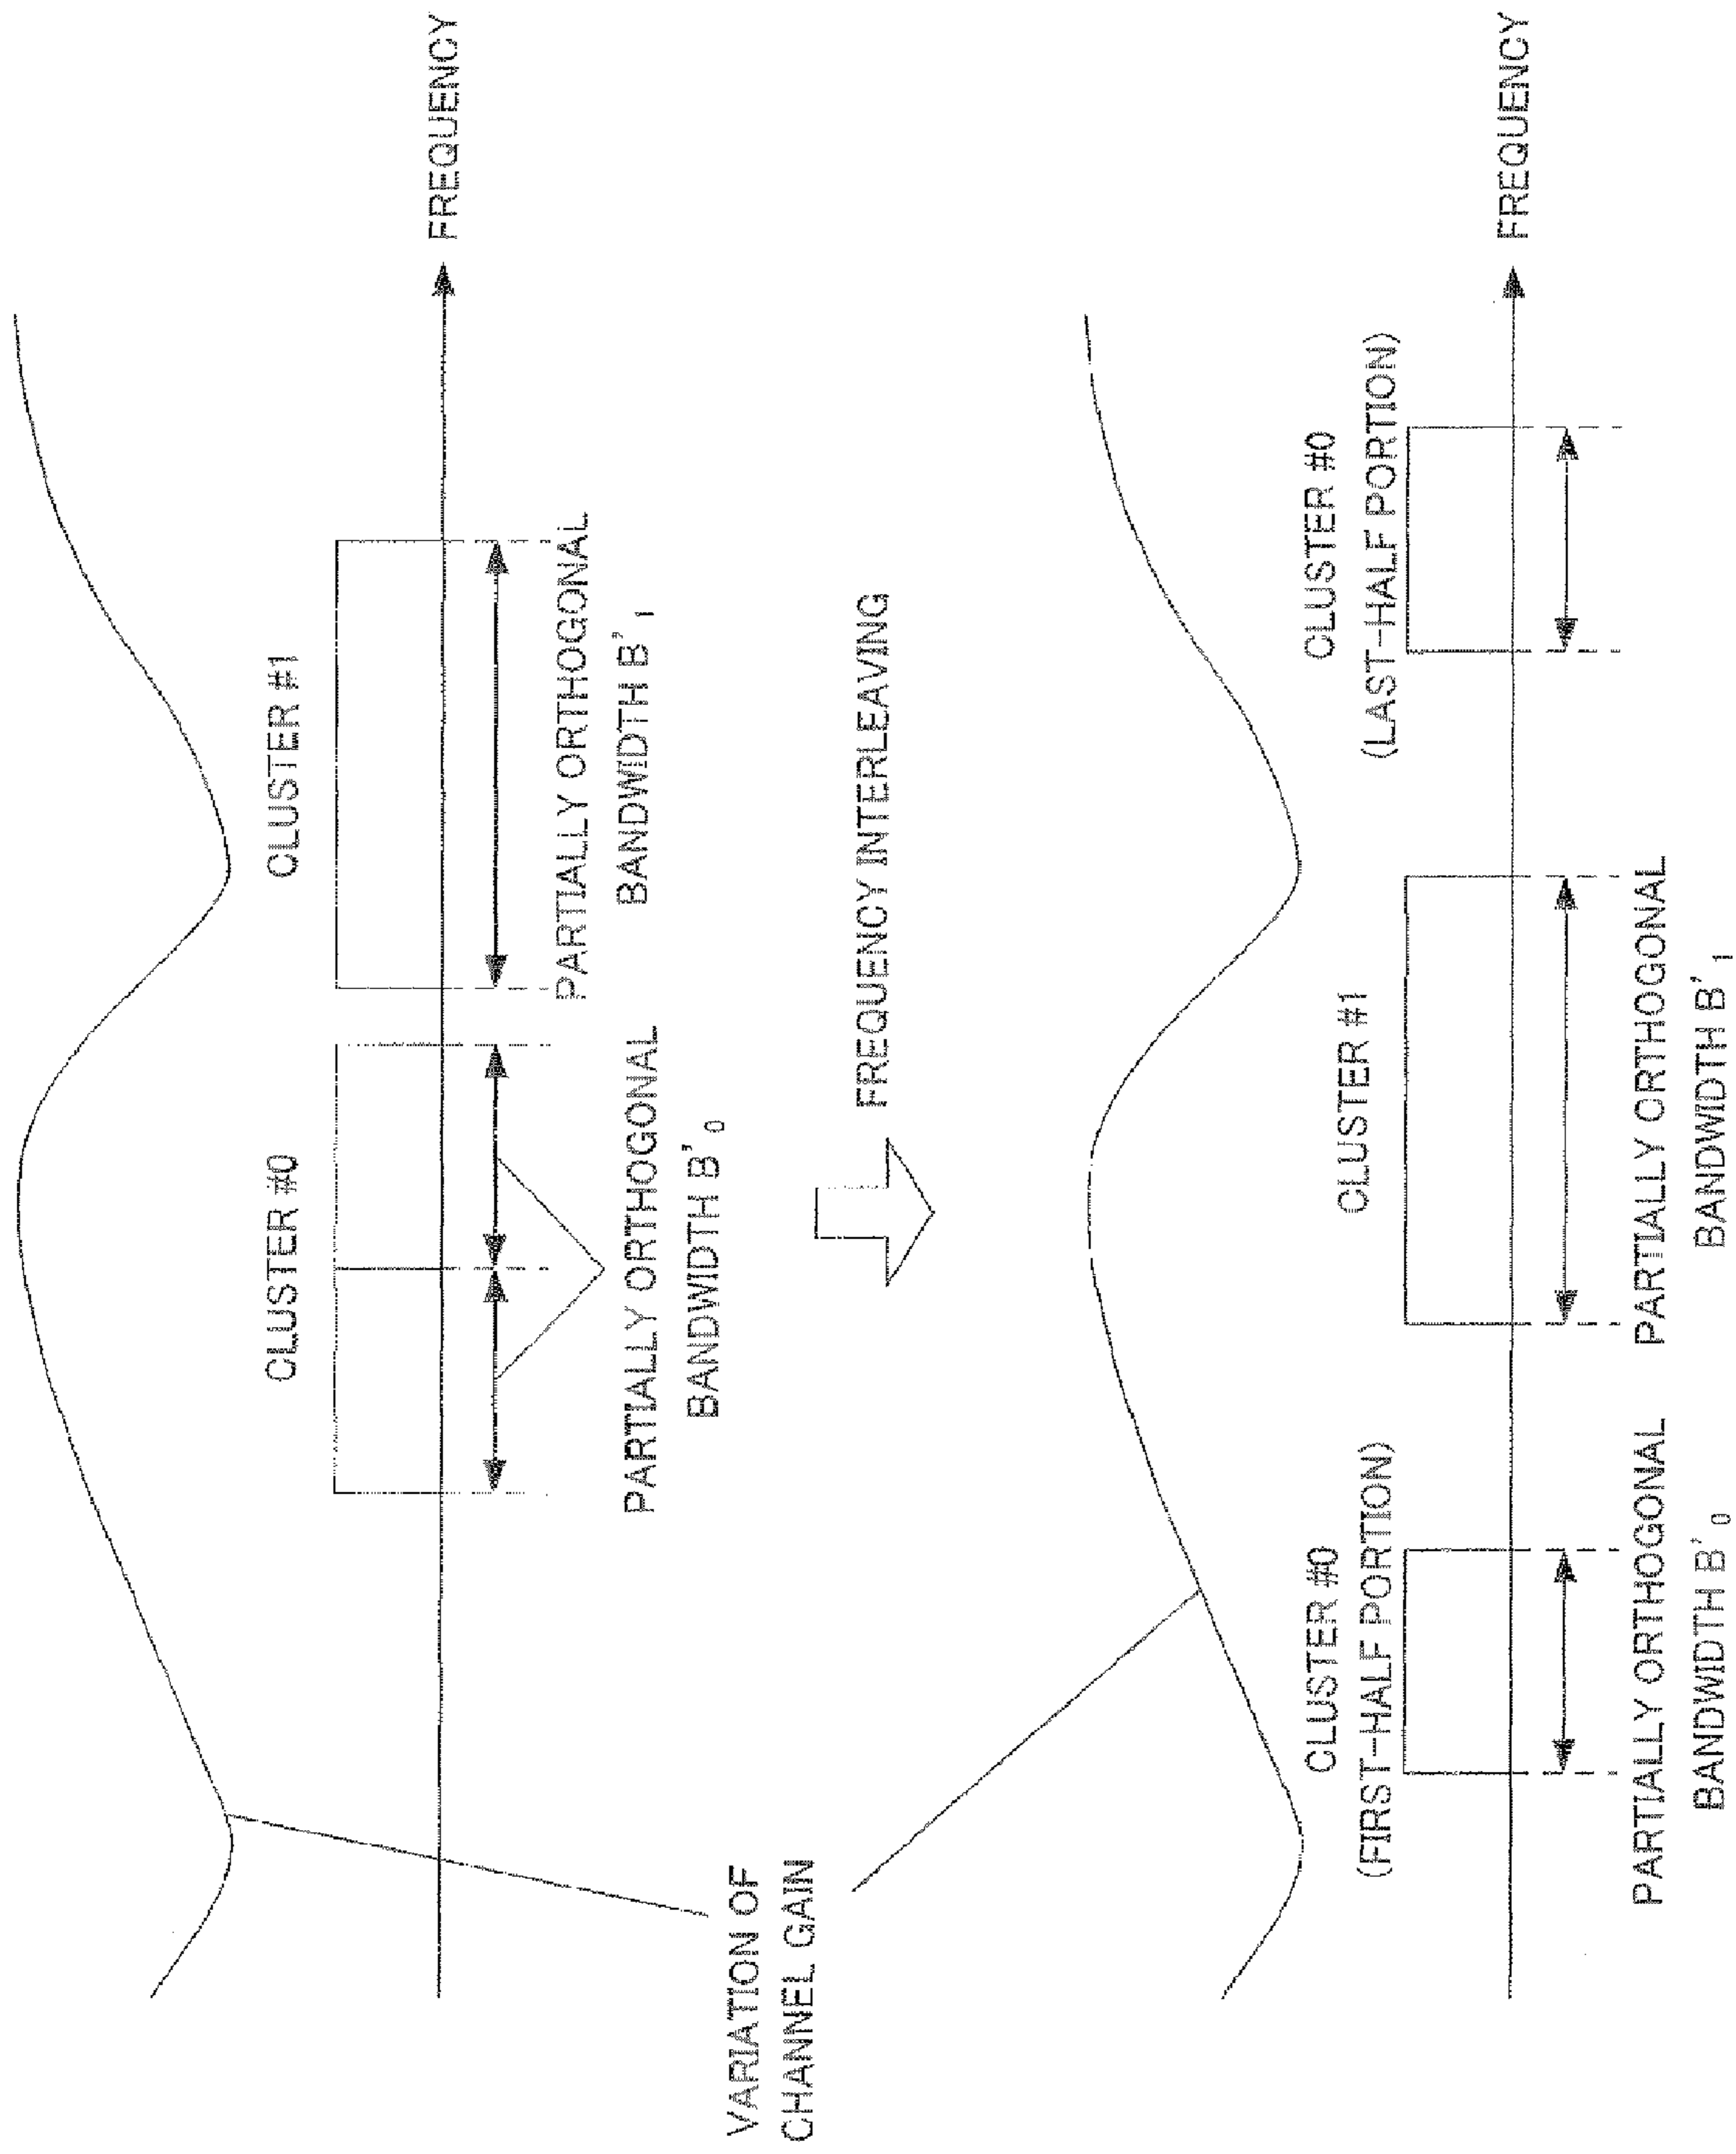 CLUSTER #0
CLUSTER #1
FREQUENCY
PARTIALLY ORTHOGONAL
BANDWIDTH B'0
PARTIALLY ORTHOGONAL
BANDWIDTH B'1
VARIATION OF
CHANNEL GAIN
FREQUENCY INTERLEAVING
CLUSTER #0
(FIRST-HALF PORTION)
CLUSTER #1
CLUSTER #0
(LAST-HALF PORTION)
FREQUENCY
PARTIALLY ORTHOGONAL
BANDWIDTH B'0
PARTIALLY ORTHOGONAL
BANDWIDTH B'1